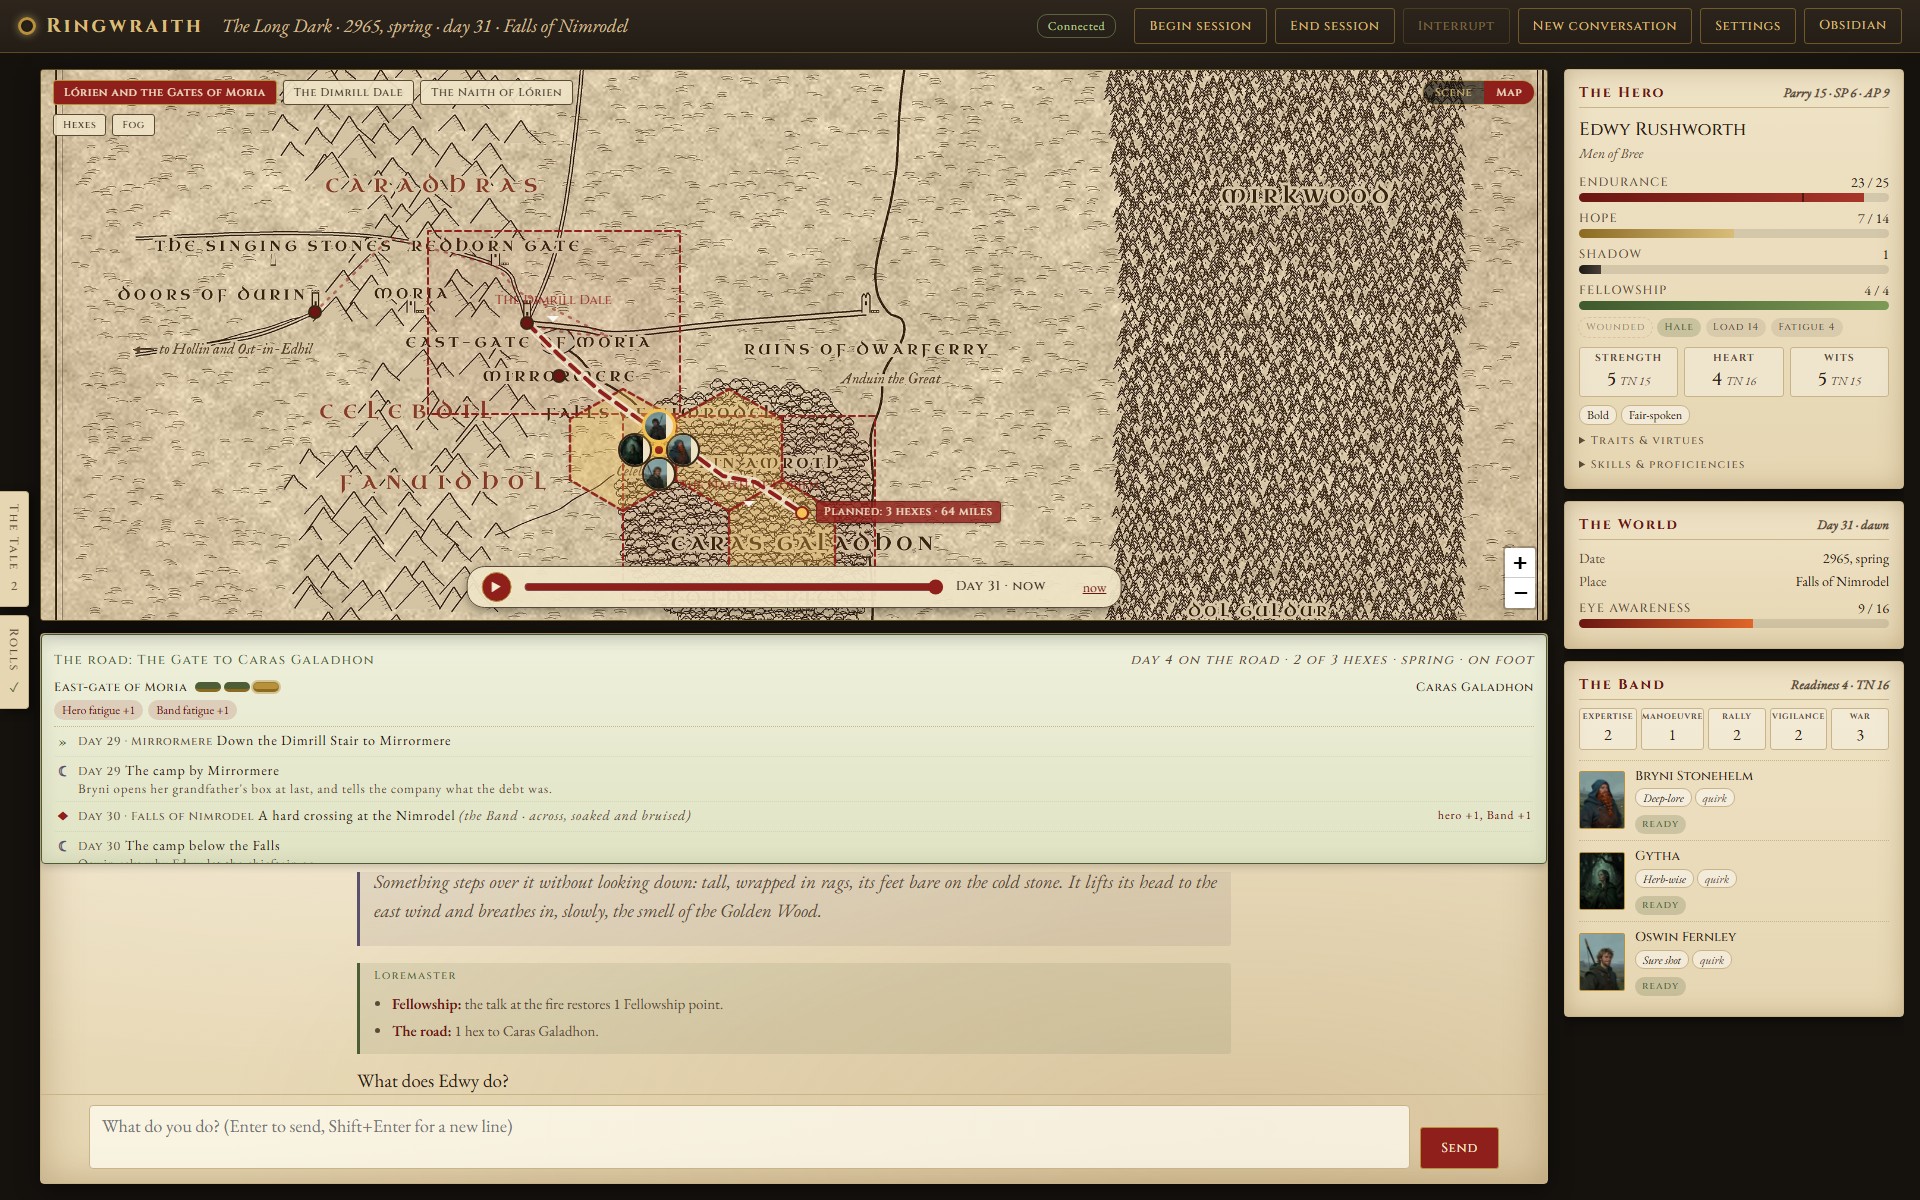 RINGWRAITH
The Long Dark · 2965, spring · day 31 · Falls of Nimrodel
Connected
BEGIN SESSION
END SESSION
INTERRUPT
NEW CONVERSATION
SETTINGS
OBSIDIAN
LÓRIEN AND THE GATES OF MORIA
THE DIMRILL DALE
THE NAITH OF LÓRIEN
SCENE
MAP
HEXES
FOG
CARADHRAS
MIRKWOOD
THE SINGING STONES
REDHORN GATE
DOORS OF DURIN
MORIA
THE DIMRILL DALE
to Hollin and Ost-in-Edhil
EAST-GATE OF MORIA
RUINS OF DWARFERRY
MIRRORMERE
Anduin the Great
CELEBDIL
FALLS
FANUIDHOL
PLANNED: 3 HEXES · 64 MILES
CARAS GALADHON
DOL GULDUR
DAY 31 · NOW
now
+
−
THE TALE 2
ROLLS ✓
THE ROAD: THE GATE TO CARAS GALADHON
DAY 4 ON THE ROAD · 2 OF 3 HEXES · SPRING · ON FOOT
EAST-GATE OF MORIA
CARAS GALADHON
Hero fatigue +1
Band fatigue +1
» DAY 29 · MIRRORMERE Down the Dimrill Stair to Mirrormere
☾ DAY 29 The camp by Mirrormere
Bryni opens her grandfather's box at last, and tells the company what the debt was.
◆ DAY 30 · FALLS OF NIMRODEL A hard crossing at the Nimrodel (the Band · across, soaked and bruised)
hero +1, Band +1
☾ DAY 30 The camp below the Falls
Something steps over it without looking down: tall, wrapped in rags, its feet bare on the cold stone. It lifts its head to the
east wind and breathes in, slowly, the smell of the Golden Wood.
LOREMASTER
• Fellowship: the talk at the fire restores 1 Fellowship point.
• The road: 1 hex to Caras Galadhon.
What does Edwy do?
What do you do? (Enter to send, Shift+Enter for a new line)
SEND
THE HERO
Parry 15 · SP 6 · AP 9
EDWY RUSHWORTH
Men of Bree
ENDURANCE
23 / 25
HOPE
7 / 14
SHADOW
1
FELLOWSHIP
4 / 4
WOUNDED
HALE
LOAD 14
FATIGUE 4
STRENGTH
5 TN 15
HEART
4 TN 16
WITS
5 TN 15
Bold
Fair-spoken
▶ TRAITS & VIRTUES
▶ SKILLS & PROFICIENCIES
THE WORLD
Day 31 · dawn
Date
2965, spring
Place
Falls of Nimrodel
EYE AWARENESS
9 / 16
THE BAND
Readiness 4 · TN 16
EXPERTISE
2
MANOEUVRE
1
RALLY
2
VIGILANCE
2
WAR
3
BRYNI STONEHELM
Deep-lore
quirk
READY
GYTHA
Herb-wise
quirk
READY
OSWIN FERNLEY
Sure shot
quirk
READY